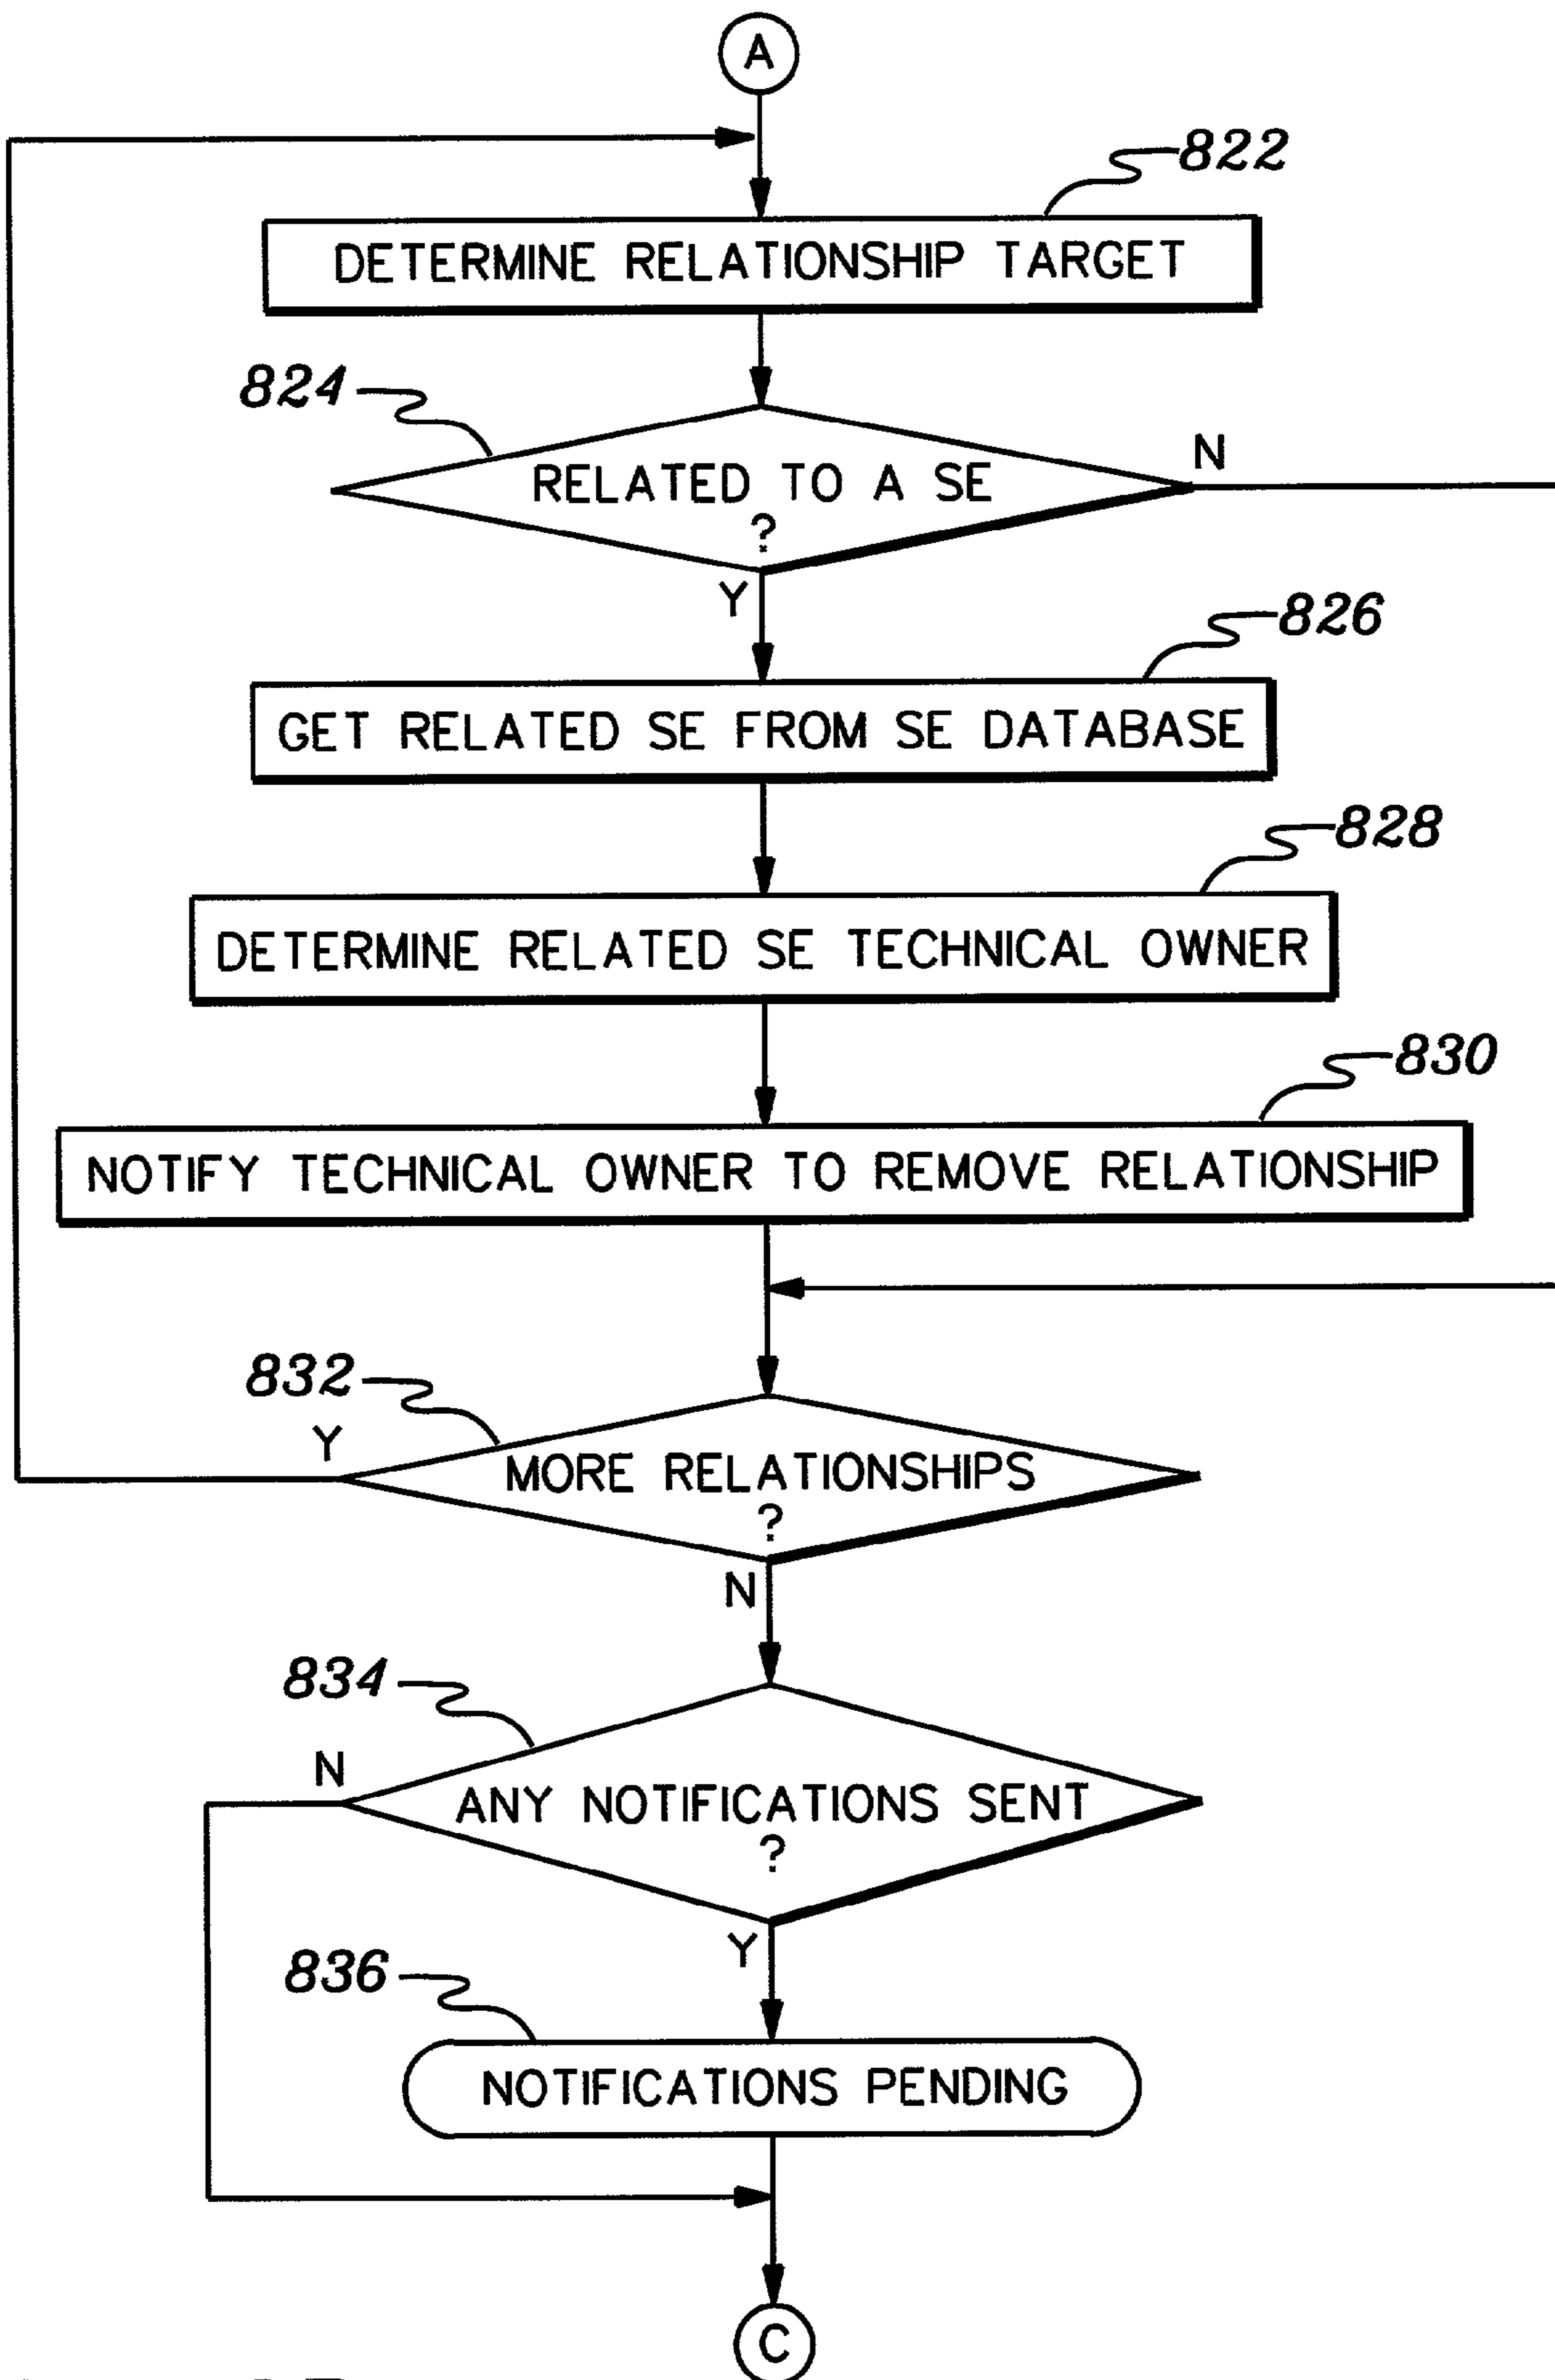 A
822
DETERMINE RELATIONSHIP TARGET
824
RELATED TO A SE
?
N
Y
826
GET RELATED SE FROM SE DATABASE
828
DETERMINE RELATED SE TECHNICAL OWNER
830
NOTIFY TECHNICAL OWNER TO REMOVE RELATIONSHIP
832
Y
MORE RELATIONSHIPS
?
N
834
N
ANY NOTIFICATIONS SENT
?
Y
836
NOTIFICATIONS PENDING
C